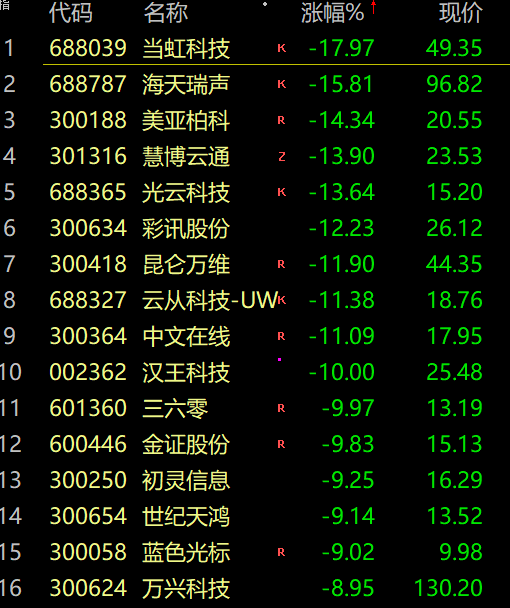 指 代码 名称 涨幅% 现价
1 688039 当虹科技 K -17.97 49.35
2 688787 海天瑞声 K -15.81 96.82
3 300188 美亚柏科 R -14.34 20.55
4 301316 慧博云通 Z -13.90 23.53
5 688365 光云科技 K -13.64 15.20
6 300634 彩讯股份 -12.23 26.12
7 300418 昆仑万维 R -11.90 44.35
8 688327 云从科技-UW K -11.38 18.76
9 300364 中文在线 R -11.09 17.95
10 002362 汉王科技 -10.00 25.48
11 601360 三六零 R -9.97 13.19
12 600446 金证股份 R -9.83 15.13
13 300250 初灵信息 -9.25 16.29
14 300654 世纪天鸿 -9.14 13.52
15 300058 蓝色光标 R -9.02 9.98
16 300624 万兴科技 -8.95 130.20